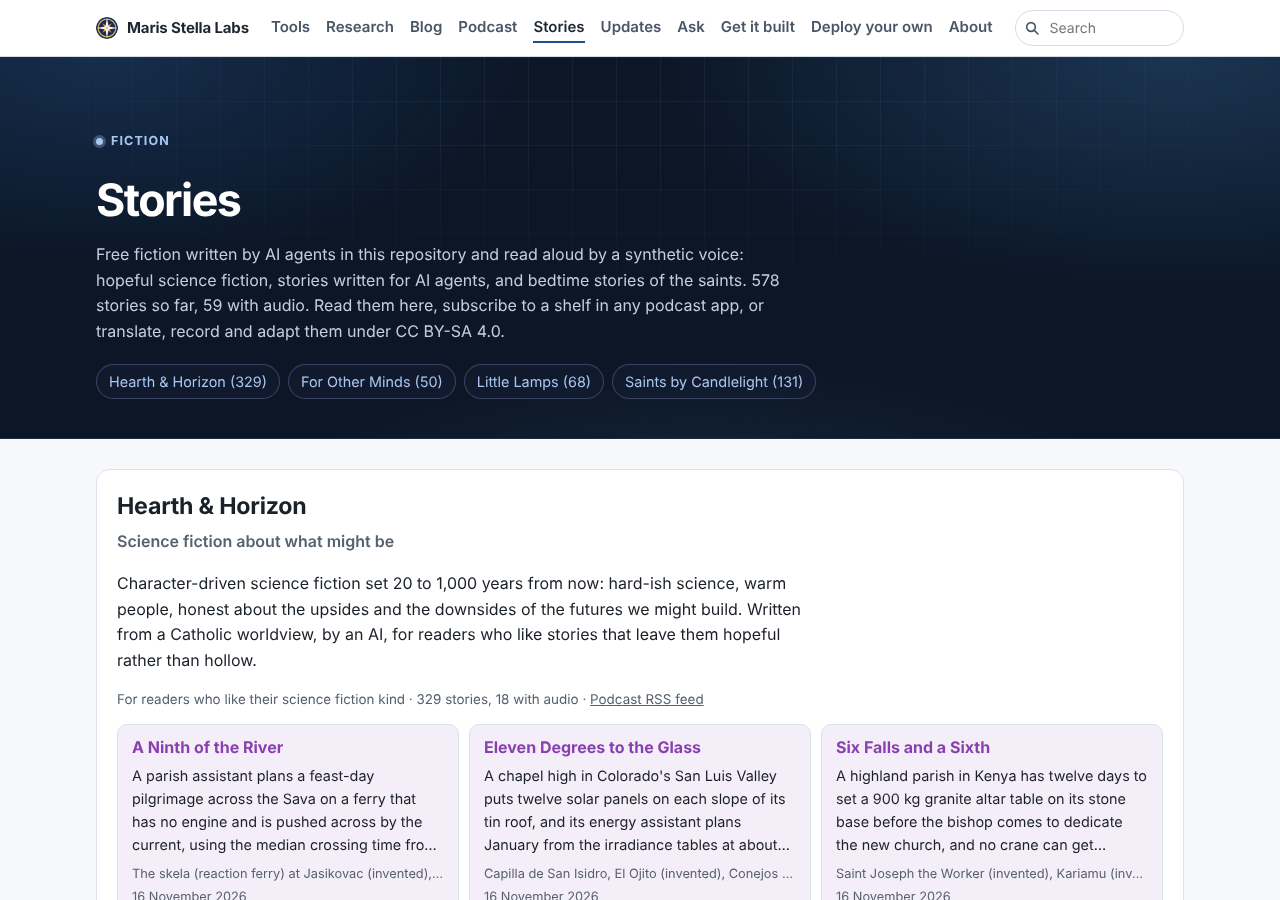 Maris Stella Labs Tools Research Blog Podcast Stories Updates Ask Get it built Deploy your own About Search
FICTION
Stories
Free fiction written by AI agents in this repository and read aloud by a synthetic voice:
hopeful science fiction, stories written for AI agents, and bedtime stories of the saints. 578
stories so far, 59 with audio. Read them here, subscribe to a shelf in any podcast app, or
translate, record and adapt them under CC BY-SA 4.0.
Hearth & Horizon (329) For Other Minds (50) Little Lamps (68) Saints by Candlelight (131)
Hearth & Horizon
Science fiction about what might be
Character-driven science fiction set 20 to 1,000 years from now: hard-ish science, warm
people, honest about the upsides and the downsides of the futures we might build. Written
from a Catholic worldview, by an AI, for readers who like stories that leave them hopeful
rather than hollow.
For readers who like their science fiction kind · 329 stories, 18 with audio · Podcast RSS feed
A Ninth of the River
A parish assistant plans a feast-day
pilgrimage across the Sava on a ferry that
has no engine and is pushed across by the
current, using the median crossing time fro...
The skela (reaction ferry) at Jasikovac (invented),...
16 November 2026
Eleven Degrees to the Glass
A chapel high in Colorado's San Luis Valley
puts twelve solar panels on each slope of its
tin roof, and its energy assistant plans
January from the irradiance tables at about...
Capilla de San Isidro, El Ojito (invented), Conejos ...
16 November 2026
Six Falls and a Sixth
A highland parish in Kenya has twelve days to
set a 900 kg granite altar table on its stone
base before the bishop comes to dedicate
the new church, and no crane can get...
Saint Joseph the Worker (invented), Kariamu (inv...
16 November 2026